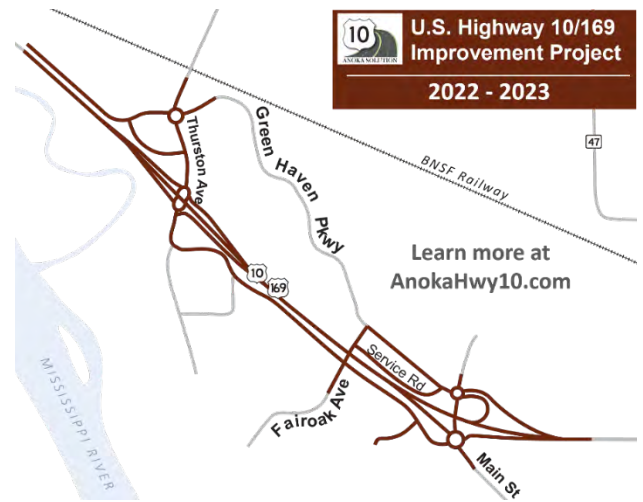 10
ANOKA SOLUTION
U.S. Highway 10/169
Improvement Project
2022 - 2023
47
Thurston Ave
Green Haven Pkwy
BNSF Railway
Learn more at
AnokaHwy10.com
10
169
MISSISSIPPI RIVER
Service Rd
Fairoak Ave
Main St